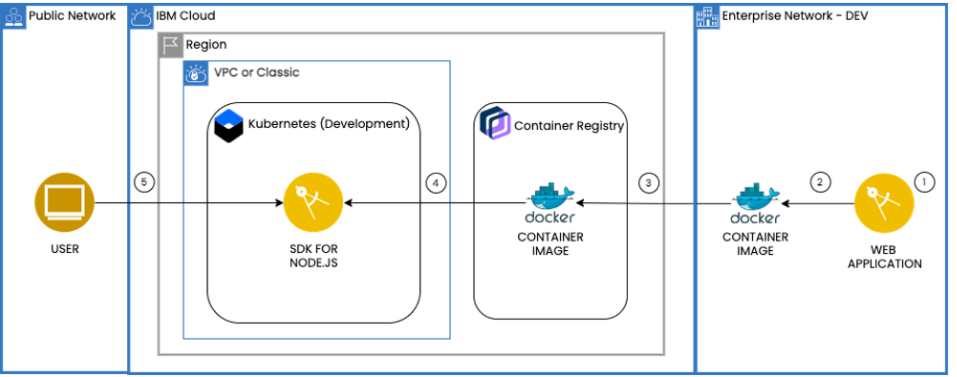 Public Network
IBM Cloud
Enterprise Network - DEV
Region
VPC or Classic
Kubernetes (Development)
Container Registry
5
4
3
2
1
docker
docker
USER
SDK FOR
NODE.JS
CONTAINER
IMAGE
CONTAINER
IMAGE
WEB
APPLICATION